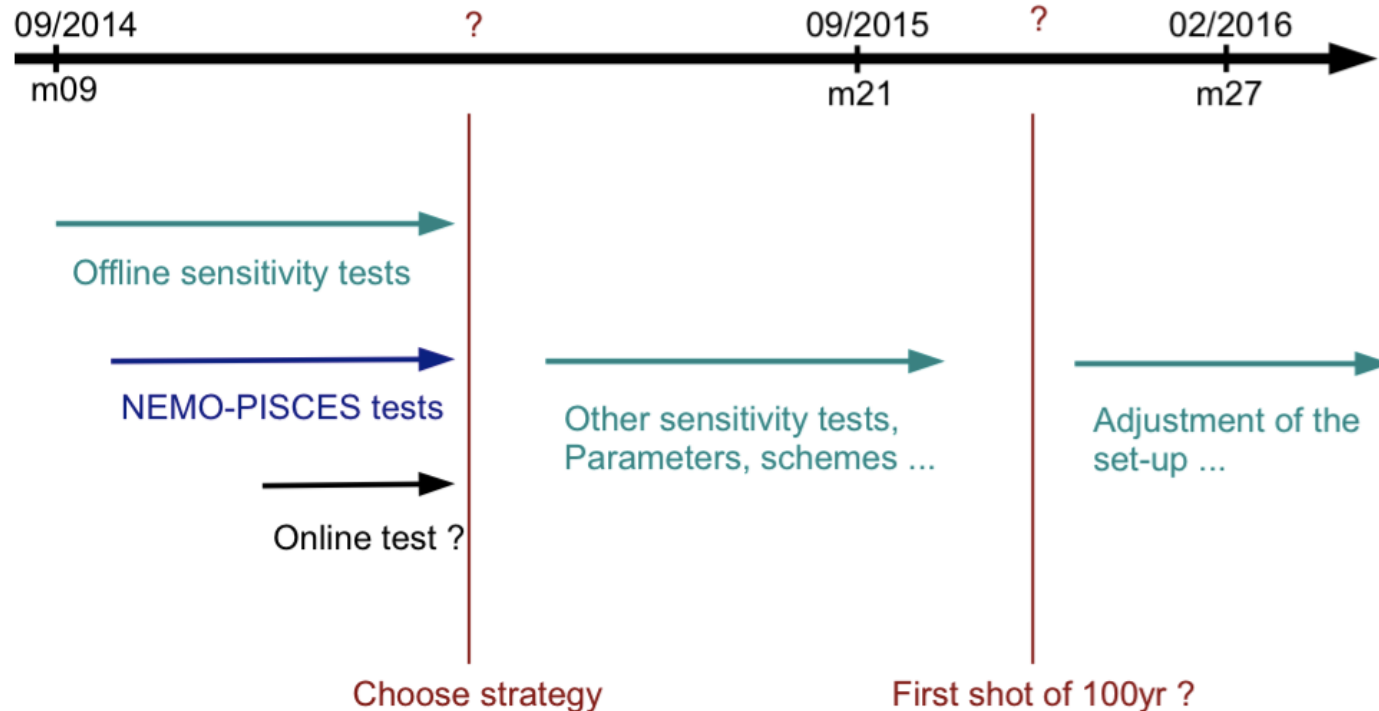 09/2014
?
09/2015
?
02/2016
m09
m21
m27
Offline sensitivity tests
NEMO-PISCES tests
Online test ?
Other sensitivity tests,
Parameters, schemes ...
Adjustment of the
set-up ...
Choose strategy
First shot of 100yr ?